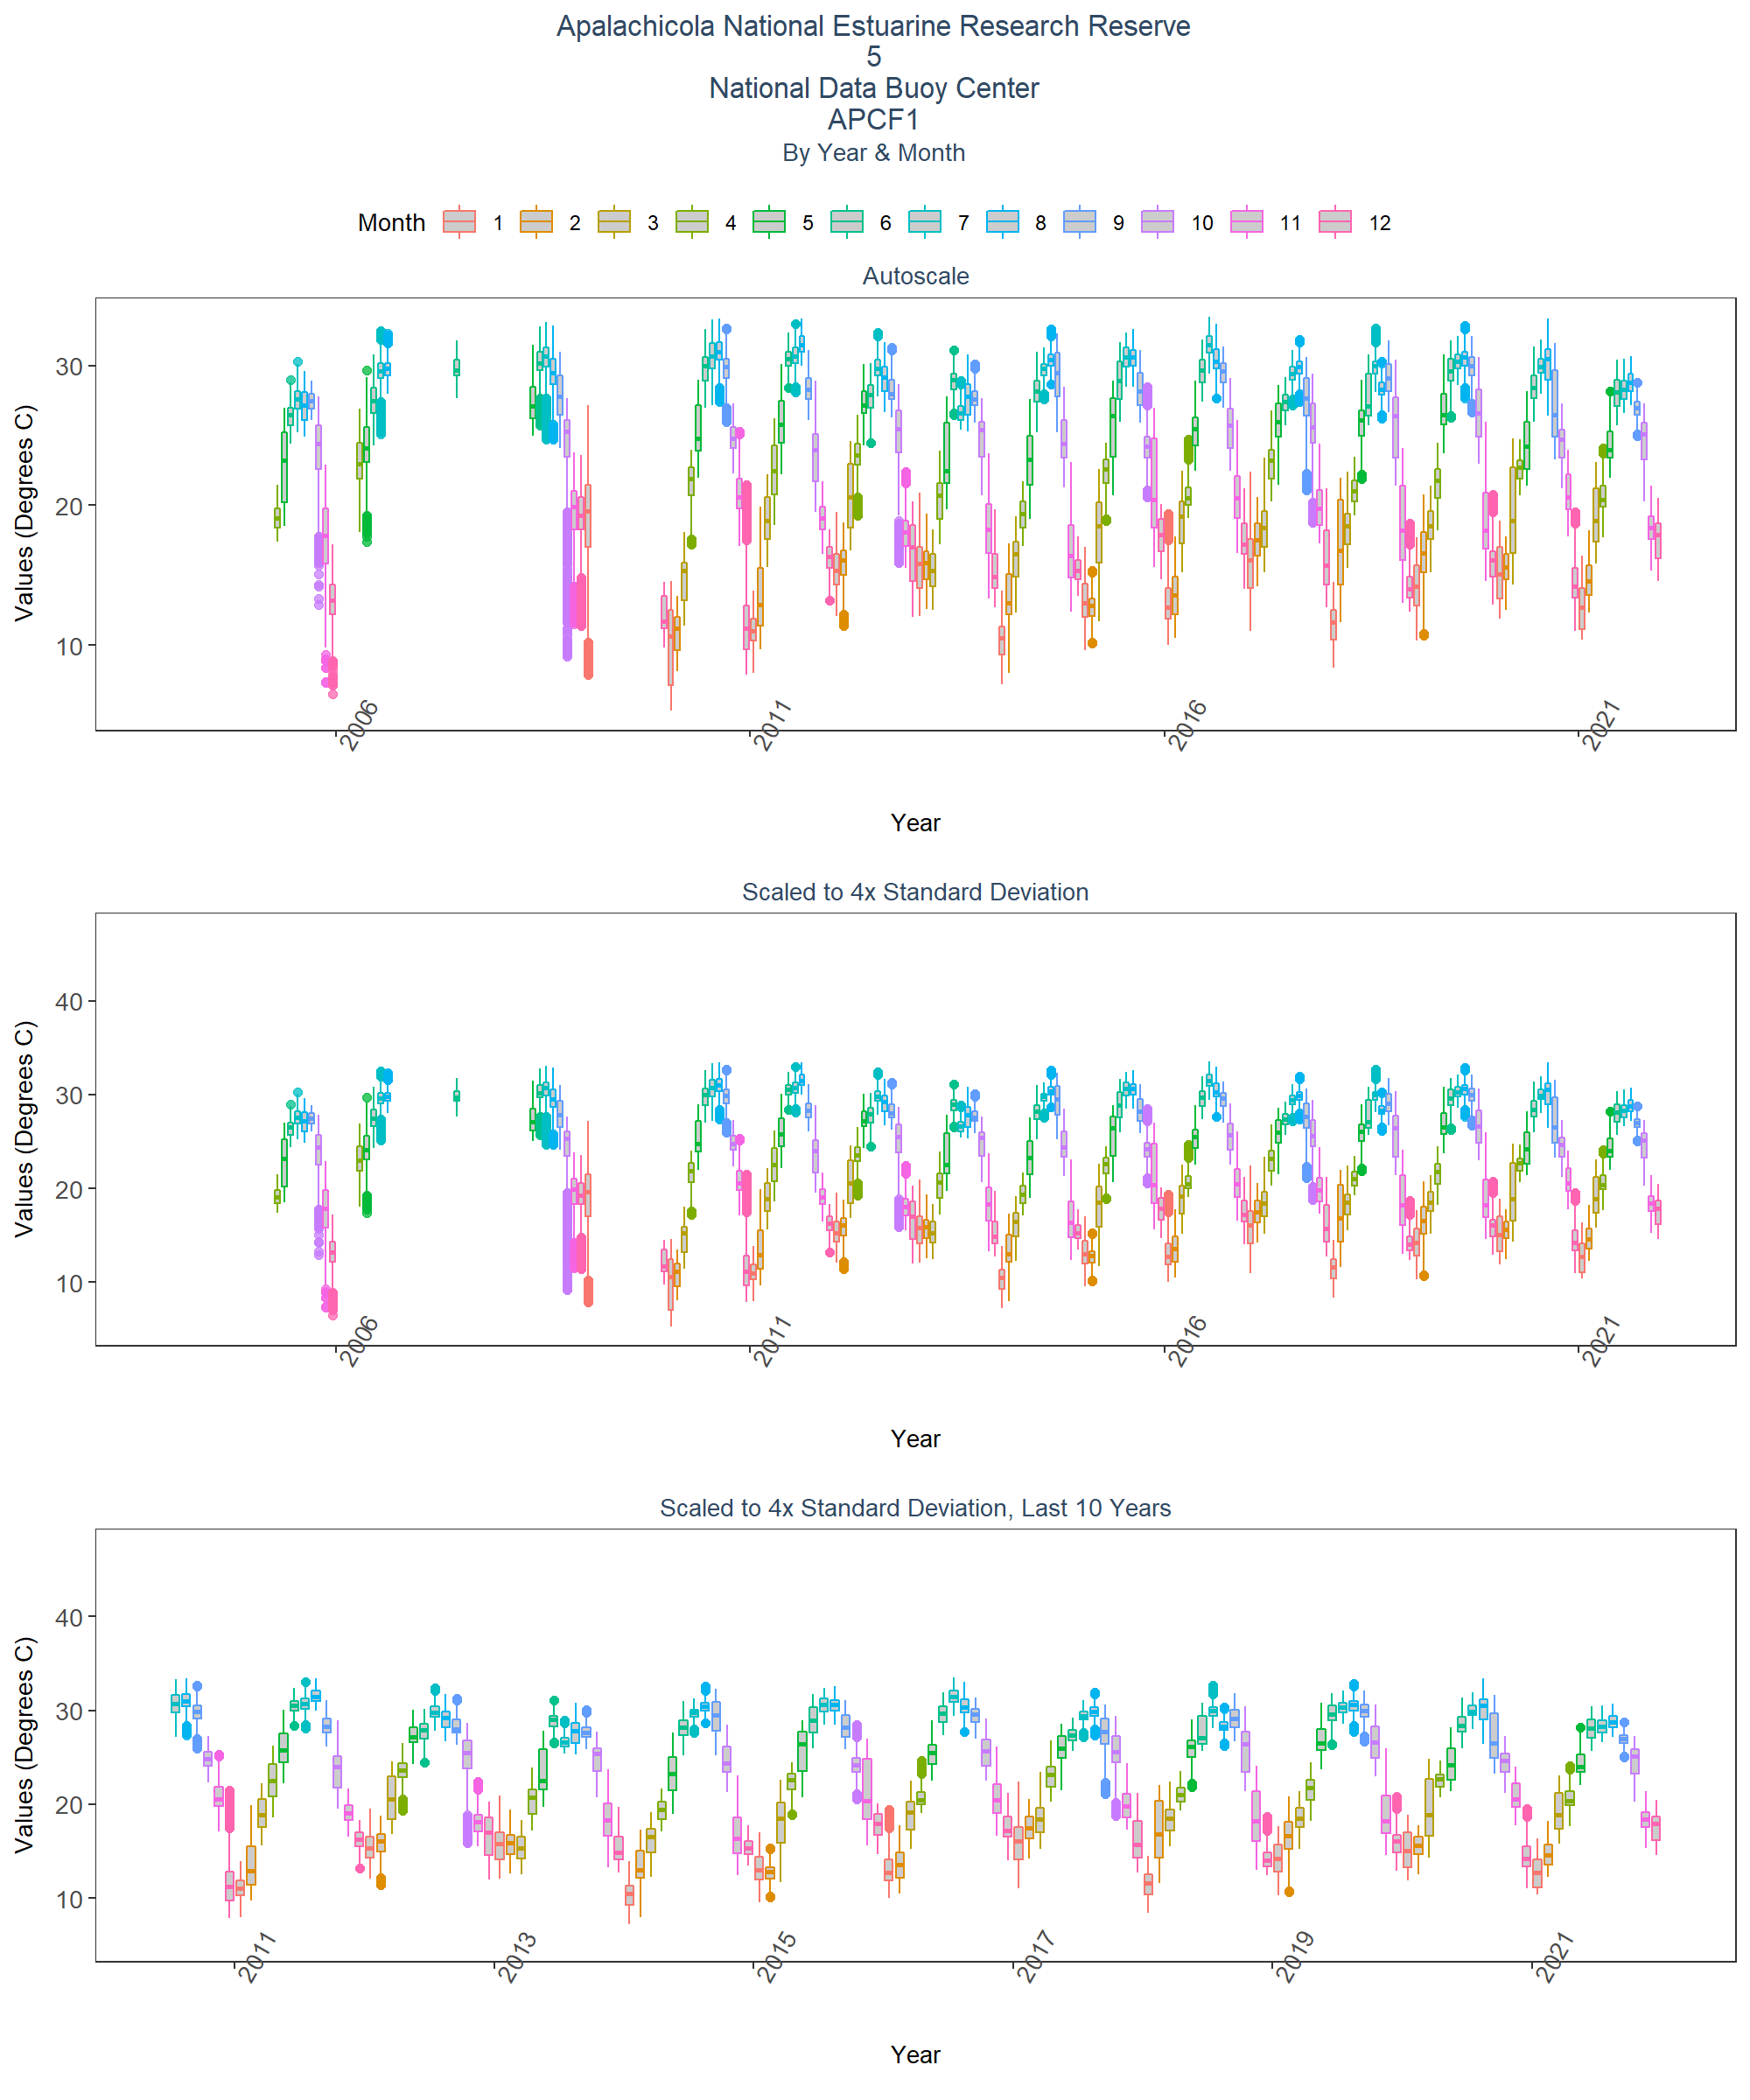 Apalachicola National Estuarine Research Reserve
5
National Data Buoy Center
APCF1
By Year & Month
Month 1 2 3 4 5 6 7 8 9 10 11 12
Autoscale
Values (Degrees C)
30
20
10
2006 2011 2016 2021
Year
Scaled to 4x Standard Deviation
Values (Degrees C)
40
30
20
10
2006 2011 2016 2021
Year
Scaled to 4x Standard Deviation, Last 10 Years
Values (Degrees C)
40
30
20
10
2011 2013 2015 2017 2019 2021
Year